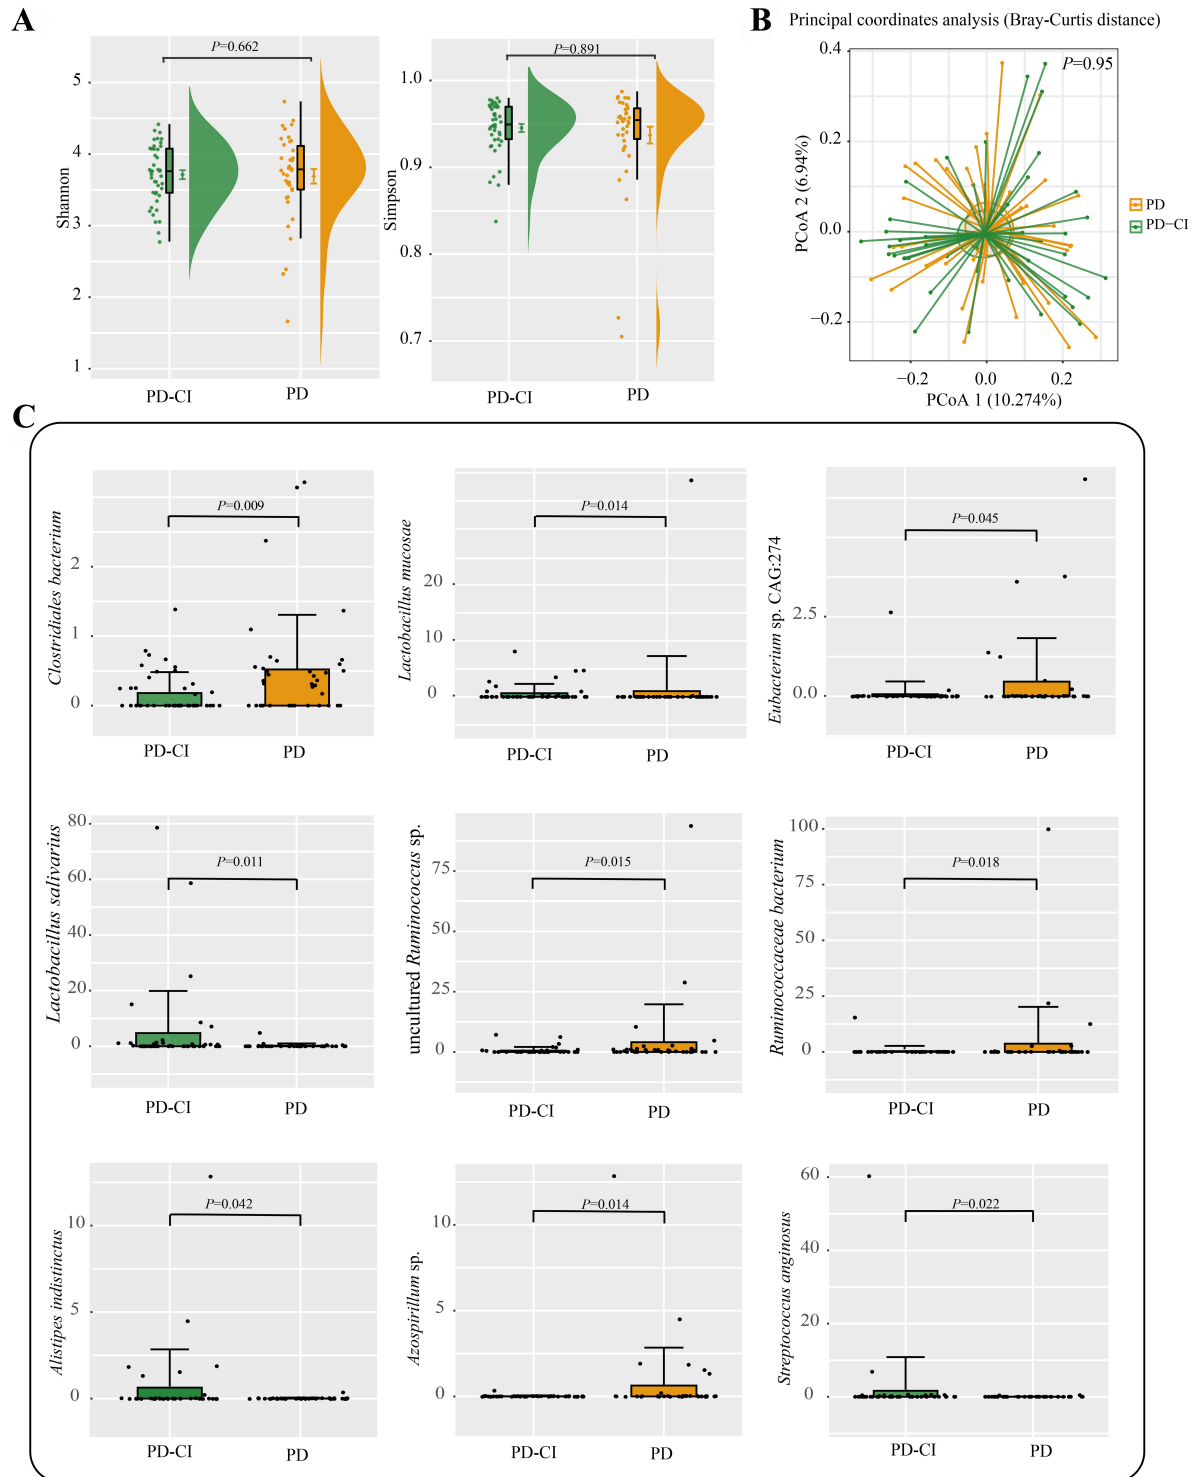 A
P=0.662
Shannon
5
4
3
2
1
PD-CI
PD
P=0.891
Simpson
1.0
0.9
0.8
0.7
PD-CI
PD
B
Principal coordinates analysis (Bray-Curtis distance)
P=0.95
PCoA 2 (6.94%)
0.4
0.2
0.0
−0.2
−0.2
0.0
0.2
PCoA 1 (10.274%)
PD
PD−CI
C
Clostridiales bacterium
P=0.009
2
1
0
PD-CI
PD
Lactobacillus mucosae
P=0.014
20
10
0
PD-CI
PD
Eubacterium sp. CAG:274
P=0.045
2.5
0.0
PD-CI
PD
Lactobacillus salivarius
P=0.011
80
60
40
20
0
PD-CI
PD
uncultured Ruminococcus sp.
P=0.015
75
50
25
0
PD-CI
PD
Ruminococcaceae bacterium
P=0.018
100
75
50
25
0
PD-CI
PD
Alistipes indistinctus
P=0.042
10
5
0
PD-CI
PD
Azospirillum sp.
P=0.014
10
5
0
PD-CI
PD
Streptococcus anginosus
P=0.022
60
40
20
0
PD-CI
PD